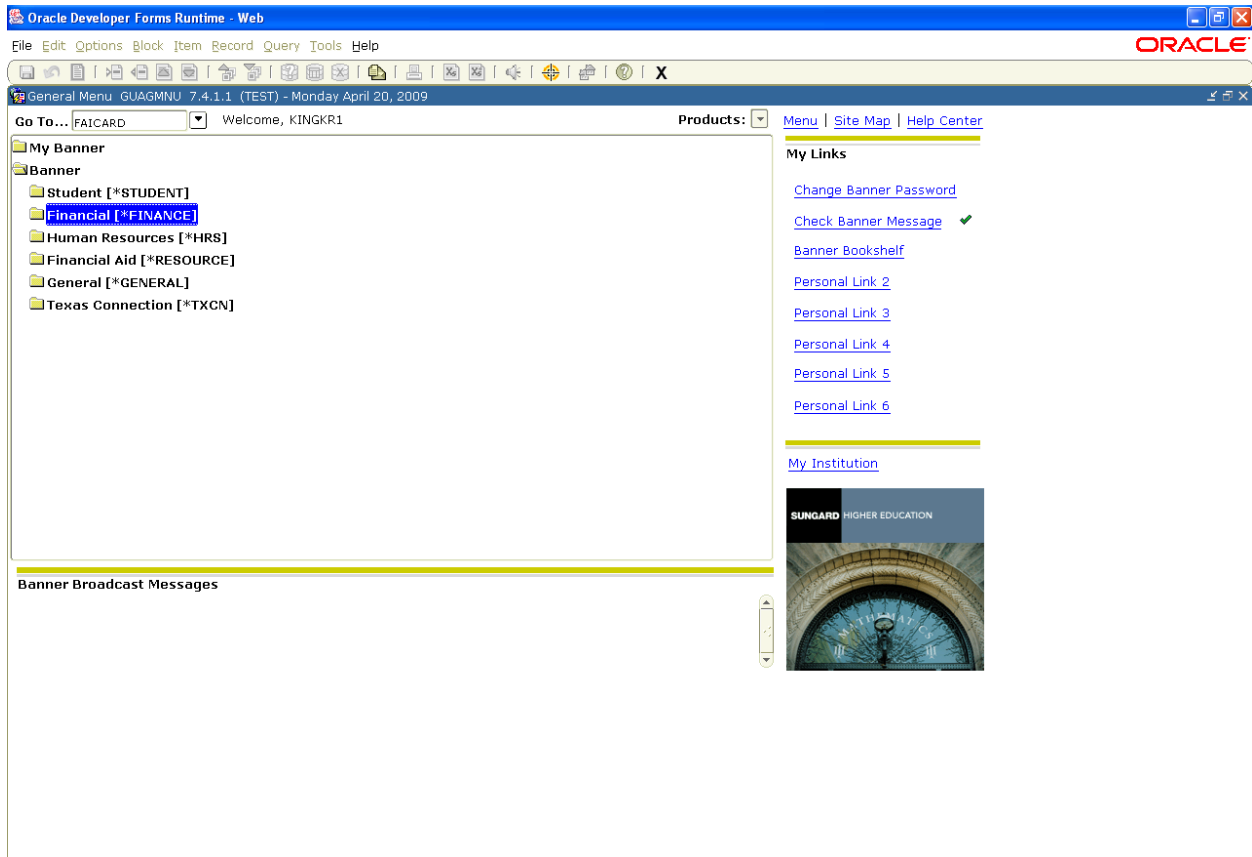 Oracle Developer Forms Runtime - Web
File Edit Options Block Item Record Query Tools Help
ORACLE
General Menu GUAGMNU 7.4.1.1 (TEST) - Monday April 20, 2009
Go To... FAICARD Welcome, KINGKR1 Products: Menu | Site Map | Help Center
My Banner
Banner
Student [*STUDENT]
Financial [*FINANCE]
Human Resources [*HRS]
Financial Aid [*RESOURCE]
General [*GENERAL]
Texas Connection [*TXCN]
My Links
Change Banner Password
Check Banner Message
Banner Bookshelf
Personal Link 2
Personal Link 3
Personal Link 4
Personal Link 5
Personal Link 6
My Institution
SUNGARD HIGHER EDUCATION
MATHEMATICS
Banner Broadcast Messages